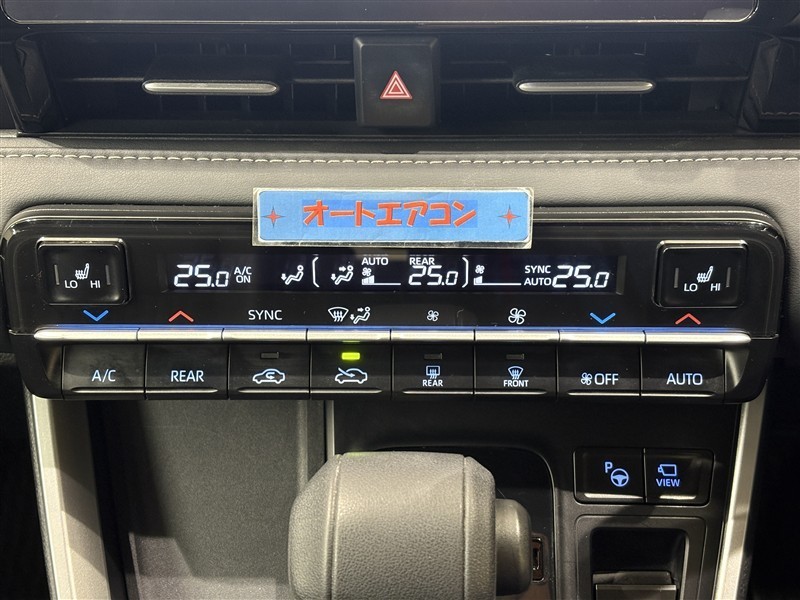 オートエアコン
AUTO REAR
25.0 A/C ON 25.0 SYNC AUTO 25.0
LO HI LO HI
SYNC
A/C REAR REAR FRONT OFF AUTO
P VIEW